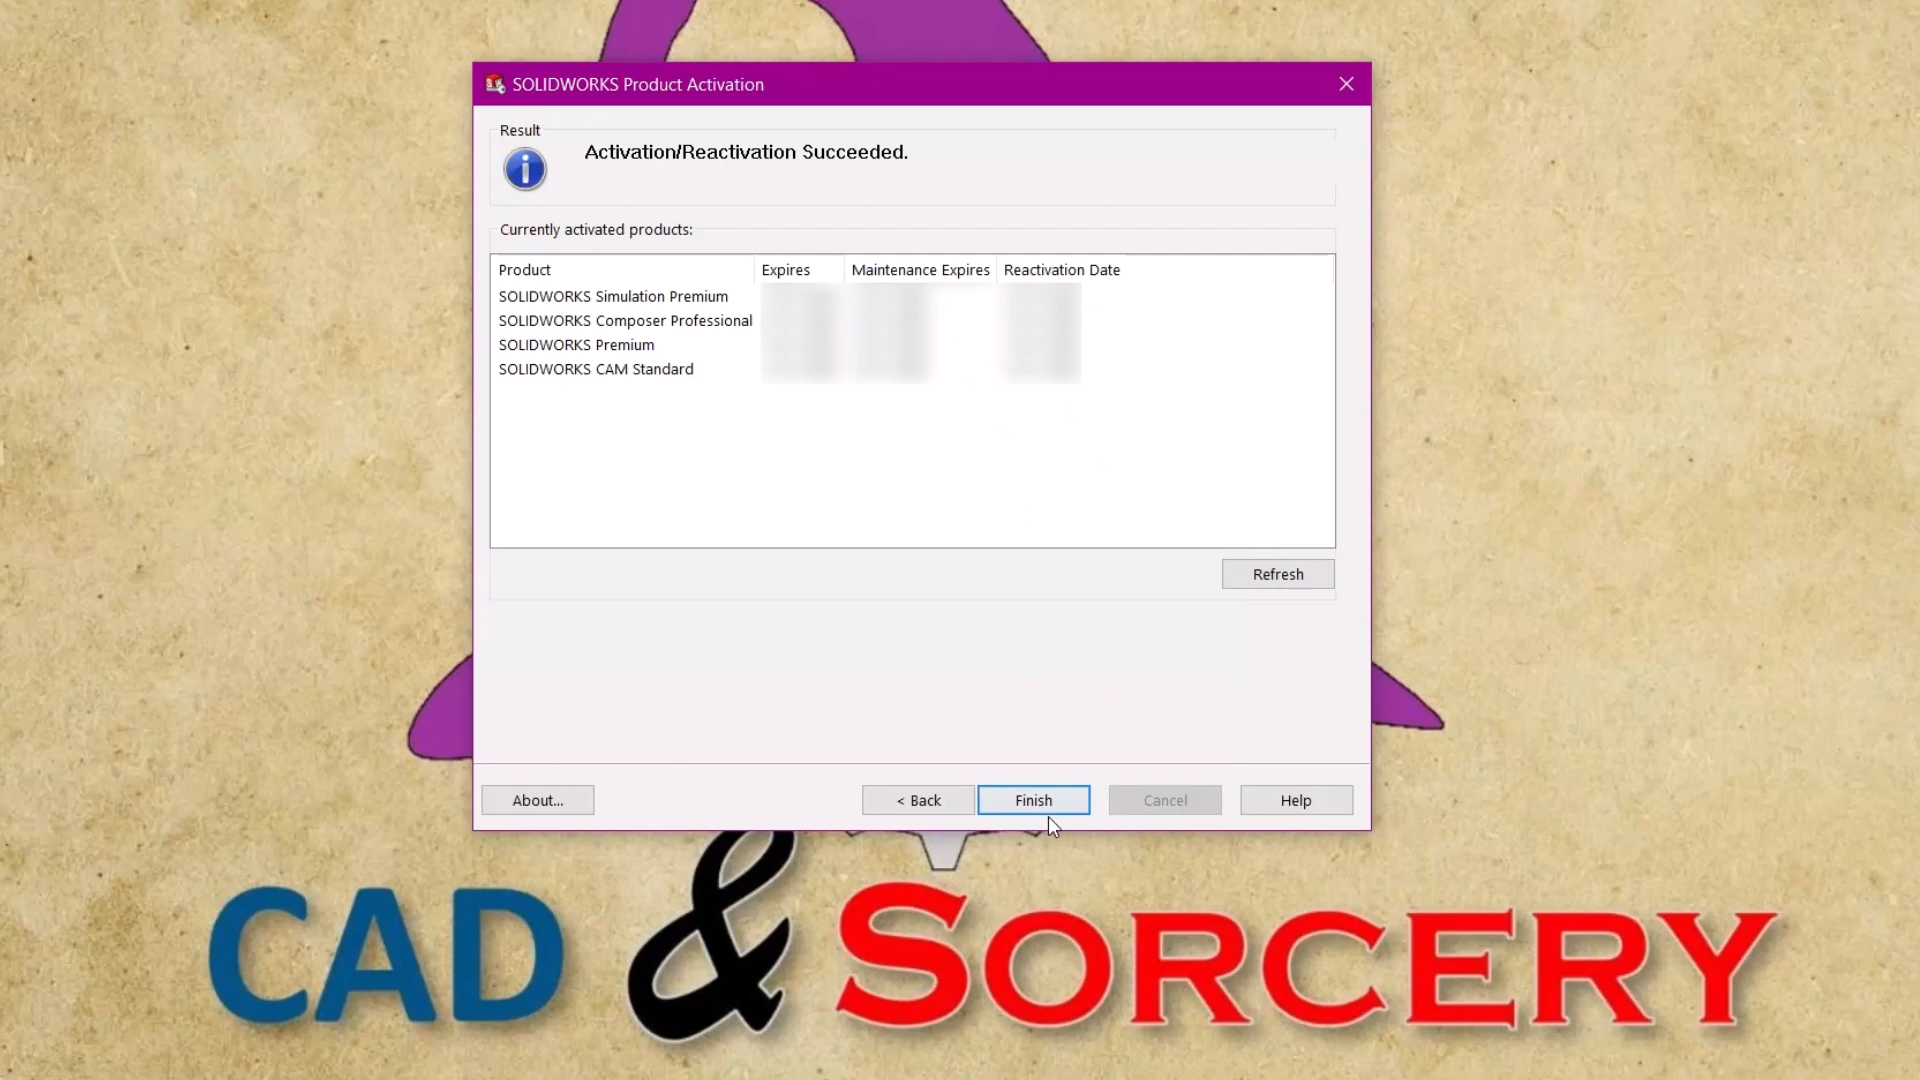 SOLIDWORKS Product Activation
Result
Activation/Reactivation Succeeded.
Currently activated products:
Product Expires Maintenance Expires Reactivation Date
SOLIDWORKS Simulation Premium
SOLIDWORKS Composer Professional
SOLIDWORKS Premium
SOLIDWORKS CAM Standard
Refresh
About... < Back Finish Cancel Help
CAD & SORCERY